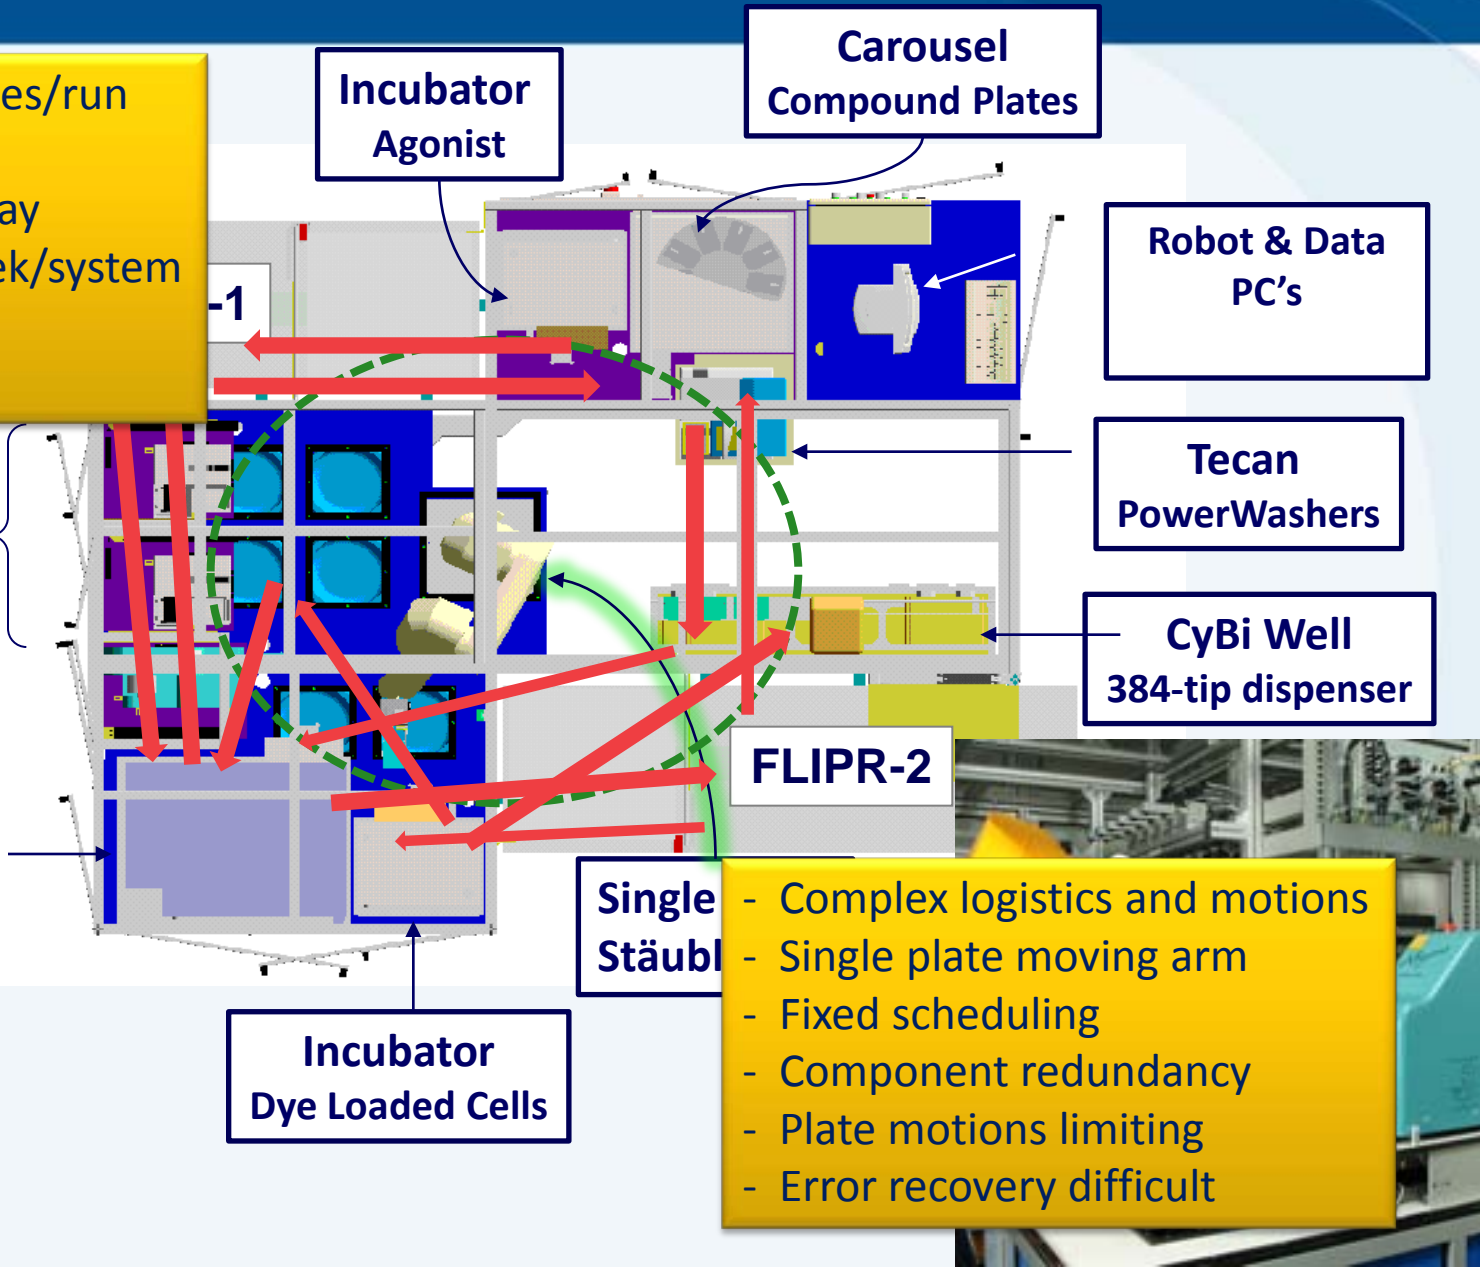 es/run
ay
ek/system
-1
Incubator
Agonist
Carousel
Compound Plates
Robot & Data
PC’s
Tecan
PowerWashers
CyBi Well
384-tip dispenser
FLIPR-2
Single
Stäubl
- Complex logistics and motions
- Single plate moving arm
- Fixed scheduling
- Component redundancy
- Plate motions limiting
- Error recovery difficult
Incubator
Dye Loaded Cells